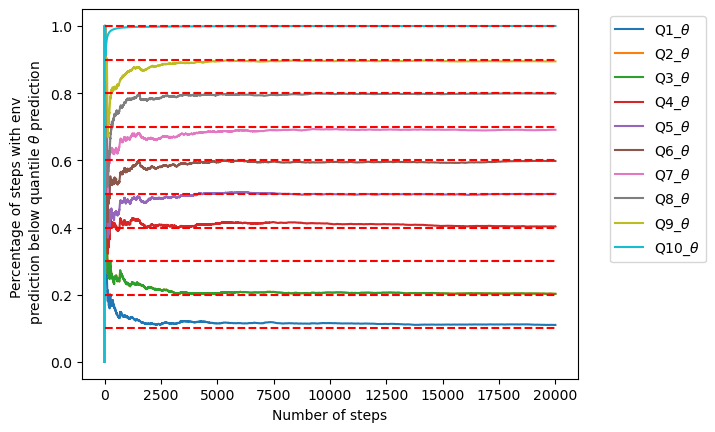 1.0
0.8
0.6
0.4
0.2
0.0
Percentage of steps with env
prediction below quantile θ prediction
0 2500 5000 7500 10000 12500 15000 17500 20000
Number of steps
Q1_θ
Q2_θ
Q3_θ
Q4_θ
Q5_θ
Q6_θ
Q7_θ
Q8_θ
Q9_θ
Q10_θ